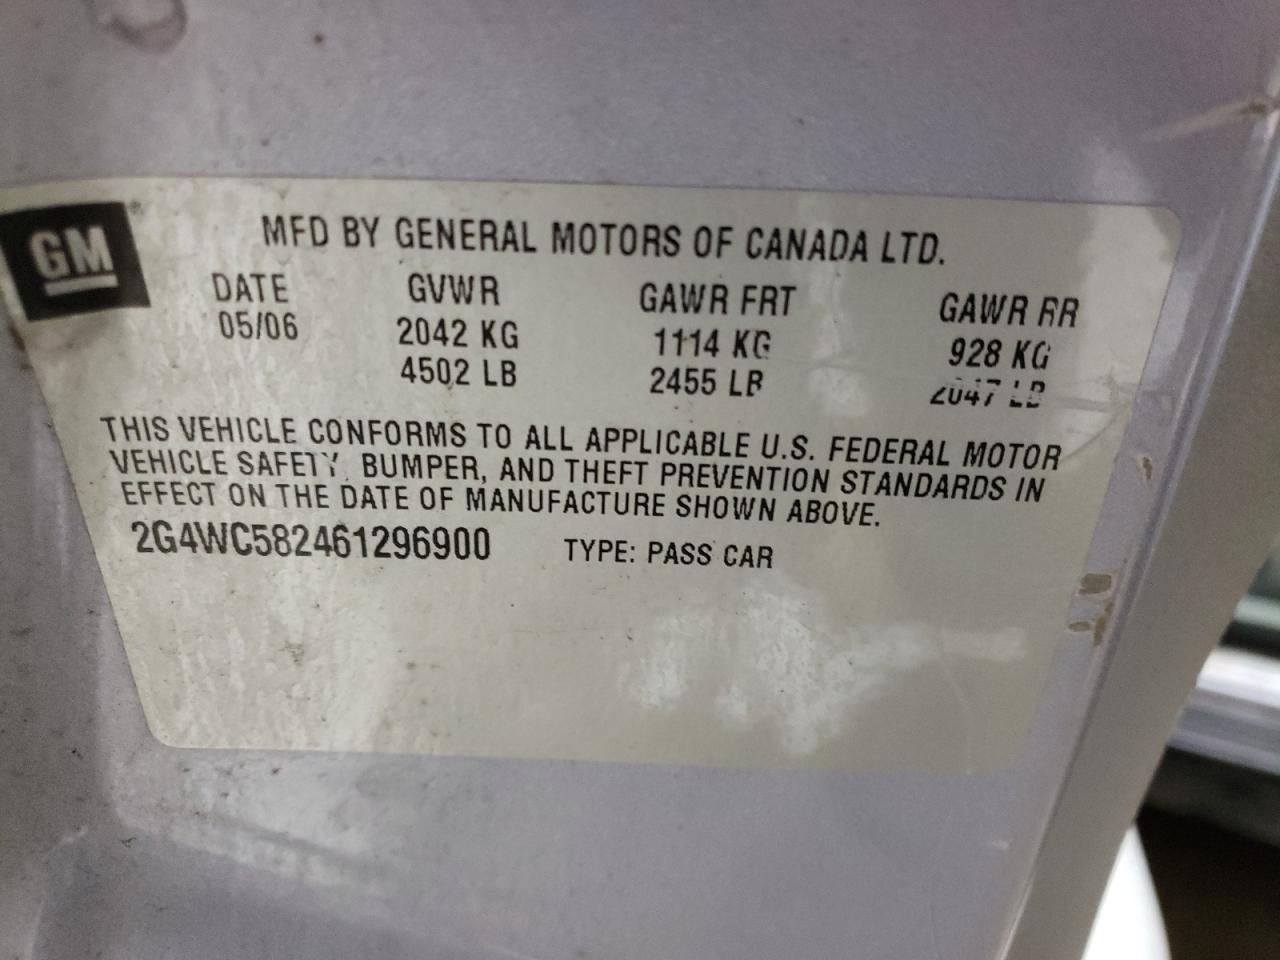 GM
MFD BY GENERAL MOTORS OF CANADA LTD.
DATE GVWR GAWR FRT GAWR RR
05/06 2042 KG 1114 KG 928 KG
4502 LB 2455 LB 2047 LB
THIS VEHICLE CONFORMS TO ALL APPLICABLE U.S. FEDERAL MOTOR
VEHICLE SAFETY, BUMPER, AND THEFT PREVENTION STANDARDS IN
EFFECT ON THE DATE OF MANUFACTURE SHOWN ABOVE.
2G4WC582461296900 TYPE: PASS CAR